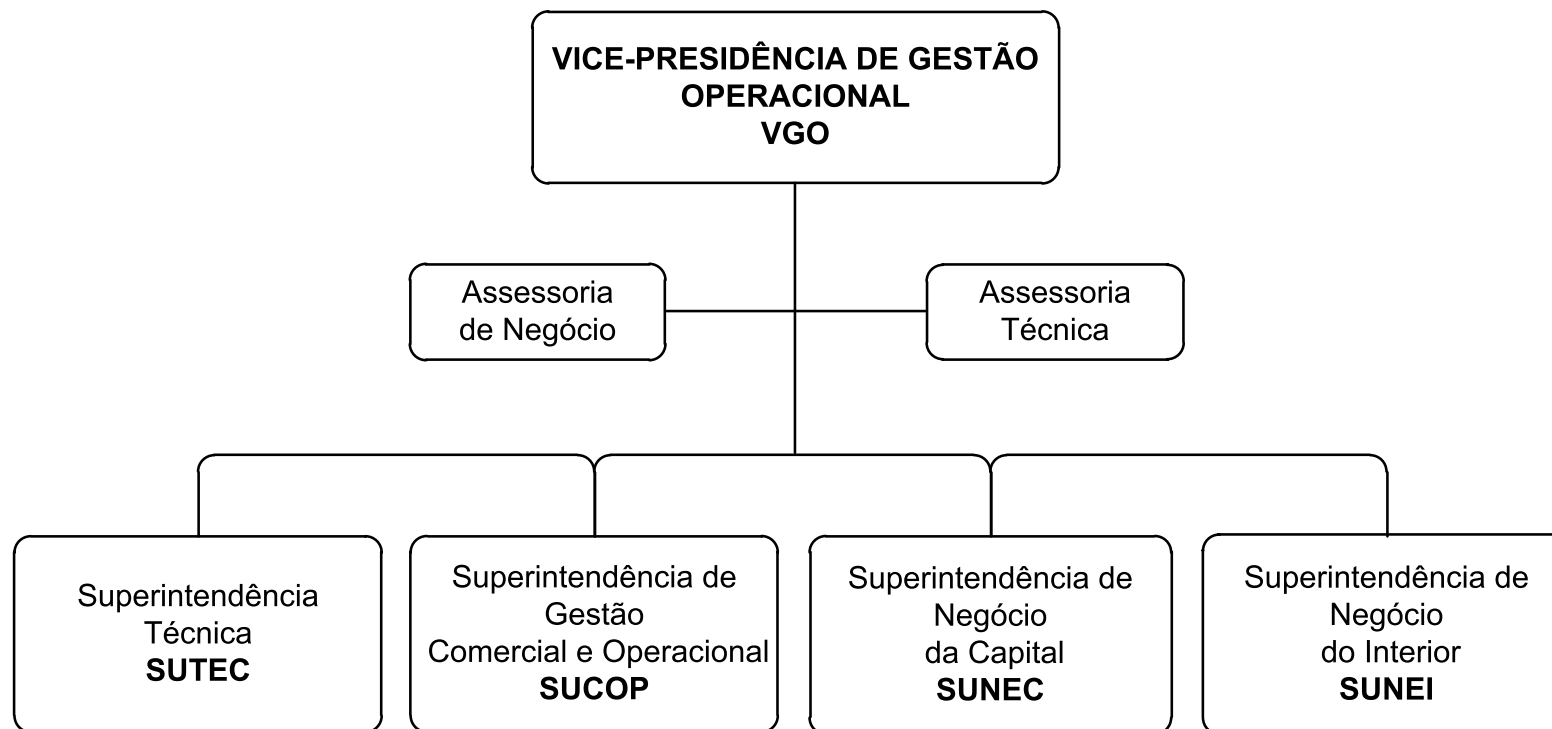 VICE-PRESIDÊNCIA DE GESTÃO
OPERACIONAL
VGO
Assessoria
de Negócio
Assessoria
Técnica
Superintendência
Técnica
SUTEC
Superintendência de
Gestão
Comercial e Operacional
SUCOP
Superintendência de
Negócio
da Capital
SUNEC
Superintendência de
Negócio
do Interior
SUNEI